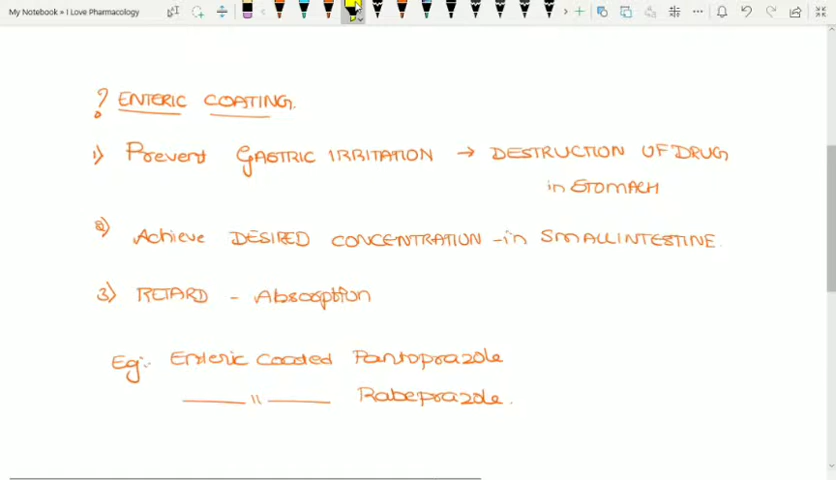 My Notebook » I Love Pharmacology
? ENTERIC COATING.
1) Prevent GASTRIC IRRITATION → DESTRUCTION OF DRUG
in STOMACH
2) Achieve DESIRED CONCENTRATION - in SMALL INTESTINE.
3) RETARD - Absorption
Eg:- Enteric Coated Pantoprazole
—— " —— Rabeprazole.